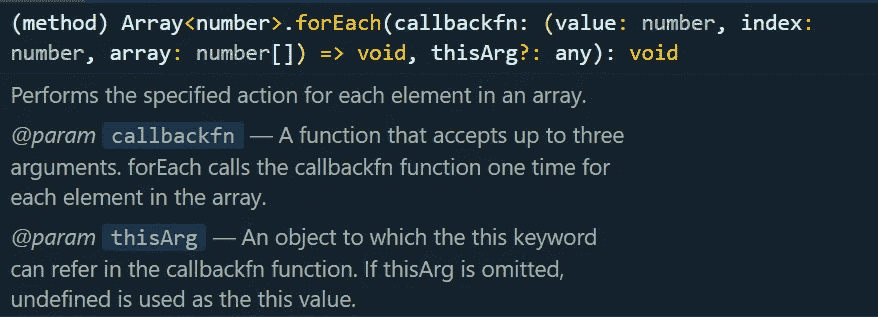 (method) Array<number>.forEach(callbackfn: (value: number, index:
number, array: number[]) => void, thisArg?: any): void
Performs the specified action for each element in an array.
@param callbackfn — A function that accepts up to three
arguments. forEach calls the callbackfn function one time for
each element in the array.
@param thisArg — An object to which the this keyword
can refer in the callbackfn function. If thisArg is omitted,
undefined is used as the this value.